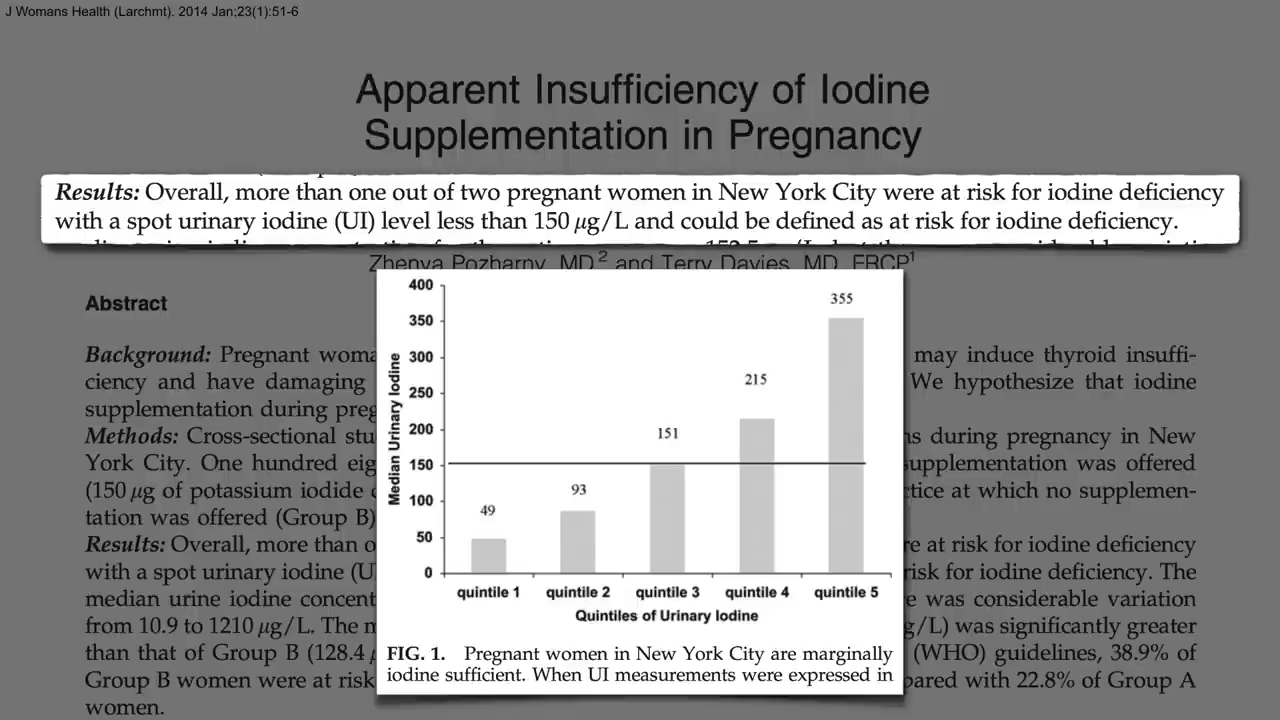 J Womans Health (Larchmt). 2014 Jan;23(1):51-6
Apparent Insufficiency of Iodine
Supplementation in Pregnancy
Results: Overall, more than one out of two pregnant women in New York City were at risk for iodine deficiency
with a spot urinary iodine (UI) level less than 150 µg/L and could be defined as at risk for iodine deficiency.
Zhenya Pozharny, MD,2 and Terry Davies, MD, FRCP1
Abstract
Background: Pregnant woma may induce thyroid insuffi-
ciency and have damaging We hypothesize that iodine
supplementation during preg
Methods: Cross-sectional stu ns during pregnancy in New
York City. One hundred eig supplementation was offered
(150 µg of potassium iodide ctice at which no supplemen-
tation was offered (Group B)
Results: Overall, more than o re at risk for iodine deficiency
with a spot urinary iodine (U risk for iodine deficiency. The
median urine iodine concent re was considerable variation
from 10.9 to 1210 µg/L. The m g/L) was significantly greater
than that of Group B (128.4 (WHO) guidelines, 38.9% of
Group B women were at risk pared with 22.8% of Group A
women.
400
350
300
250
200
150
100
50
0
Median Urinary Iodine
49
93
151
215
355
quintile 1 quintile 2 quintile 3 quintile 4 quintile 5
Quintiles of Urinary Iodine
FIG. 1. Pregnant women in New York City are marginally
iodine sufficient. When UI measurements were expressed in